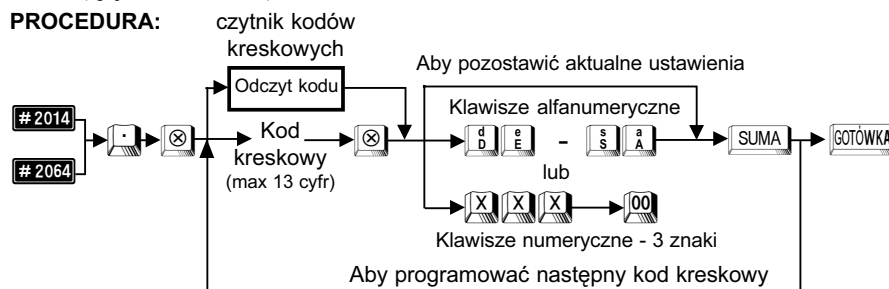 PROCEDURA:
czytnik kodów
kreskowych
Odczyt kodu
Aby pozostawić aktualne ustawienia
Klawisze alfanumeryczne
#2014
#2064
.
⊗
Kod
kreskowy
(max 13 cyfr)
⊗
d D e E - s S a A
lub
X X X 00
SUMA
GOTÓWKA
Klawisze numeryczne - 3 znaki
Aby programować następny kod kreskowy